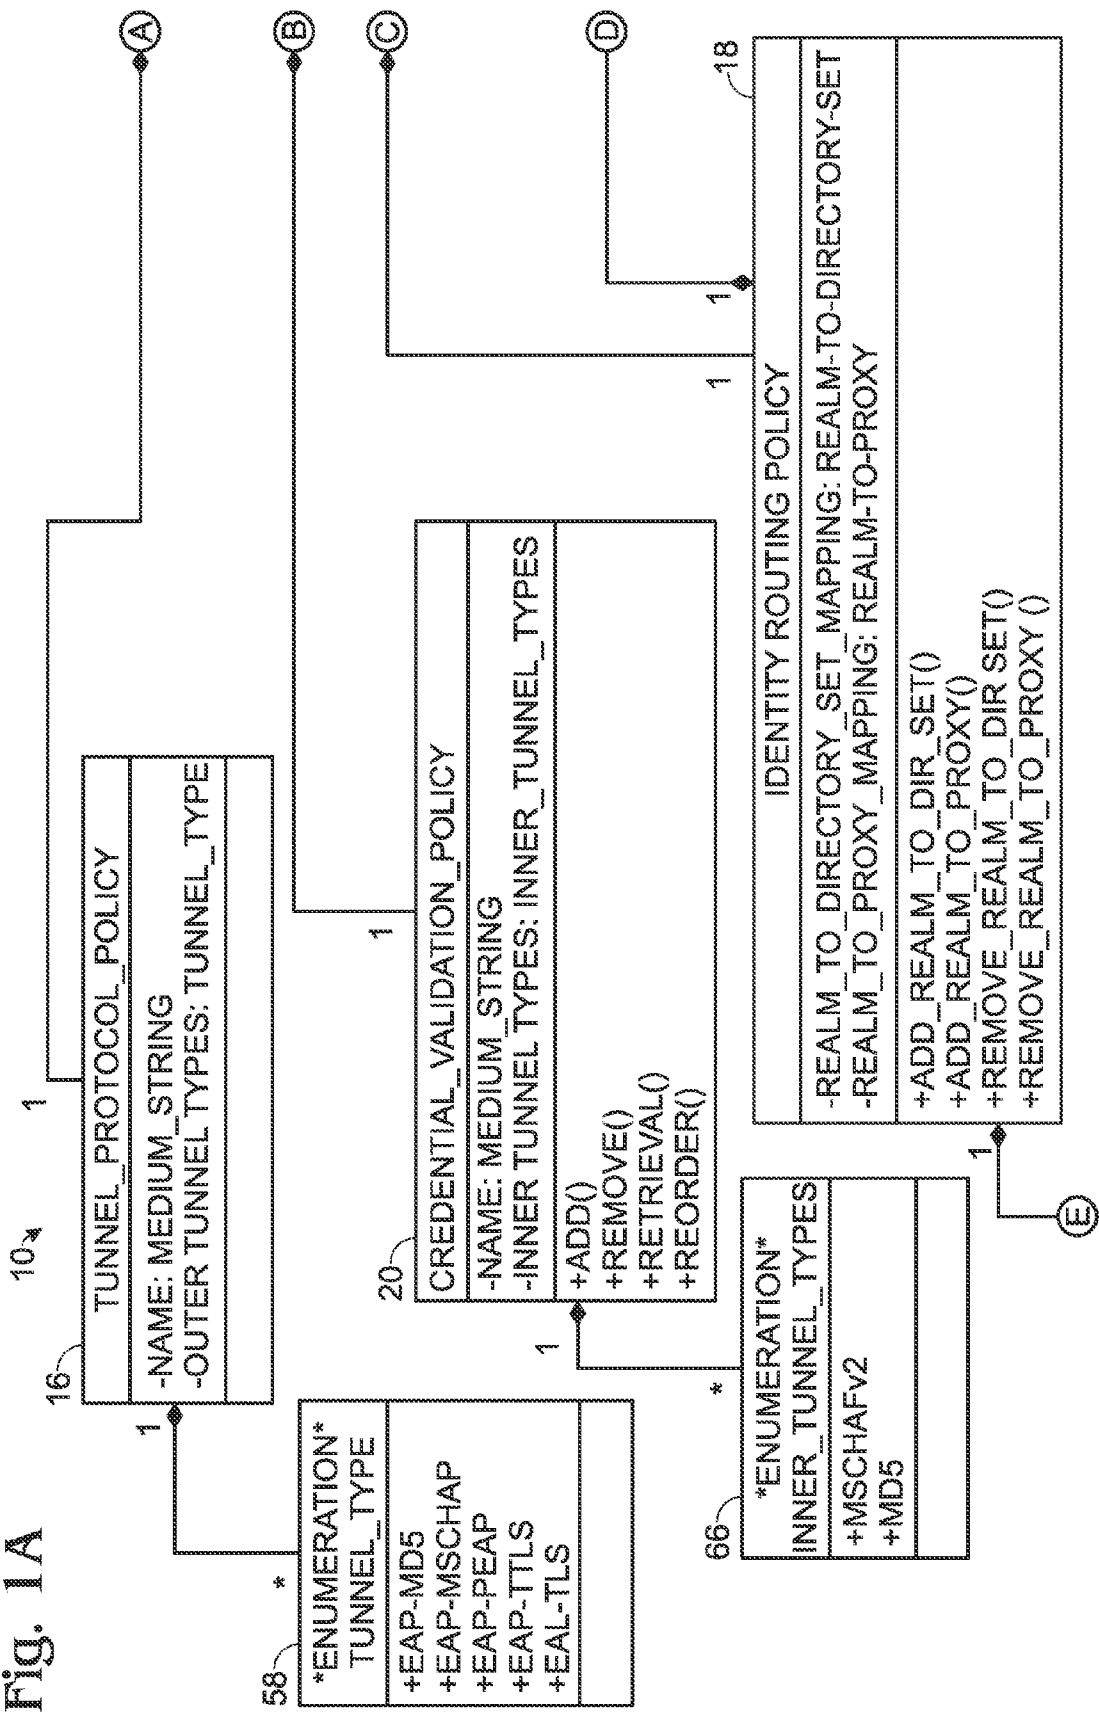 Fig. 1A
10
A
B
C
D
1
16
TUNNEL_PROTOCOL_POLICY
-NAME: MEDIUM_STRING
-OUTER TUNNEL TYPES: TUNNEL_TYPE
1
*
58
*ENUMERATION*
TUNNEL_TYPE
+EAP-MD5
+EAP-MSCHAP
+EAP-PEAP
+EAP-TTLS
+EAL-TLS
1
20
CREDENTIAL_VALIDATION_POLICY
-NAME: MEDIUM_STRING
-INNER TUNNEL_TYPES: INNER_TUNNEL_TYPES
+ADD()
+REMOVE()
+RETRIEVAL()
+REORDER()
1
*
66
*ENUMERATION*
INNER_TUNNEL_TYPES
+MSCHAFv2
+MD5
1
1
18
IDENTITY ROUTING POLICY
-REALM_TO_DIRECTORY_SET_MAPPING: REALM-TO-DIRECTORY-SET
-REALM_TO_PROXY_MAPPING: REALM-TO-PROXY
+ADD_REALM_TO_DIR_SET()
+ADD_REALM_TO_PROXY()
+REMOVE_REALM_TO_DIR SET()
+REMOVE_REALM_TO_PROXY ()
1
E